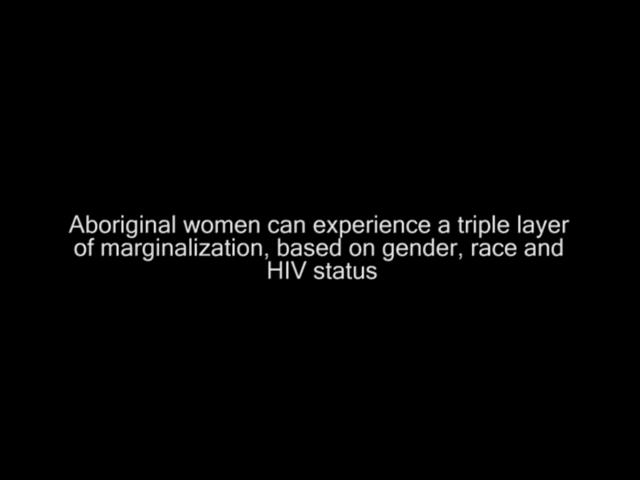 Aboriginal women can experience a triple layer
of marginalization, based on gender, race and
HIV status